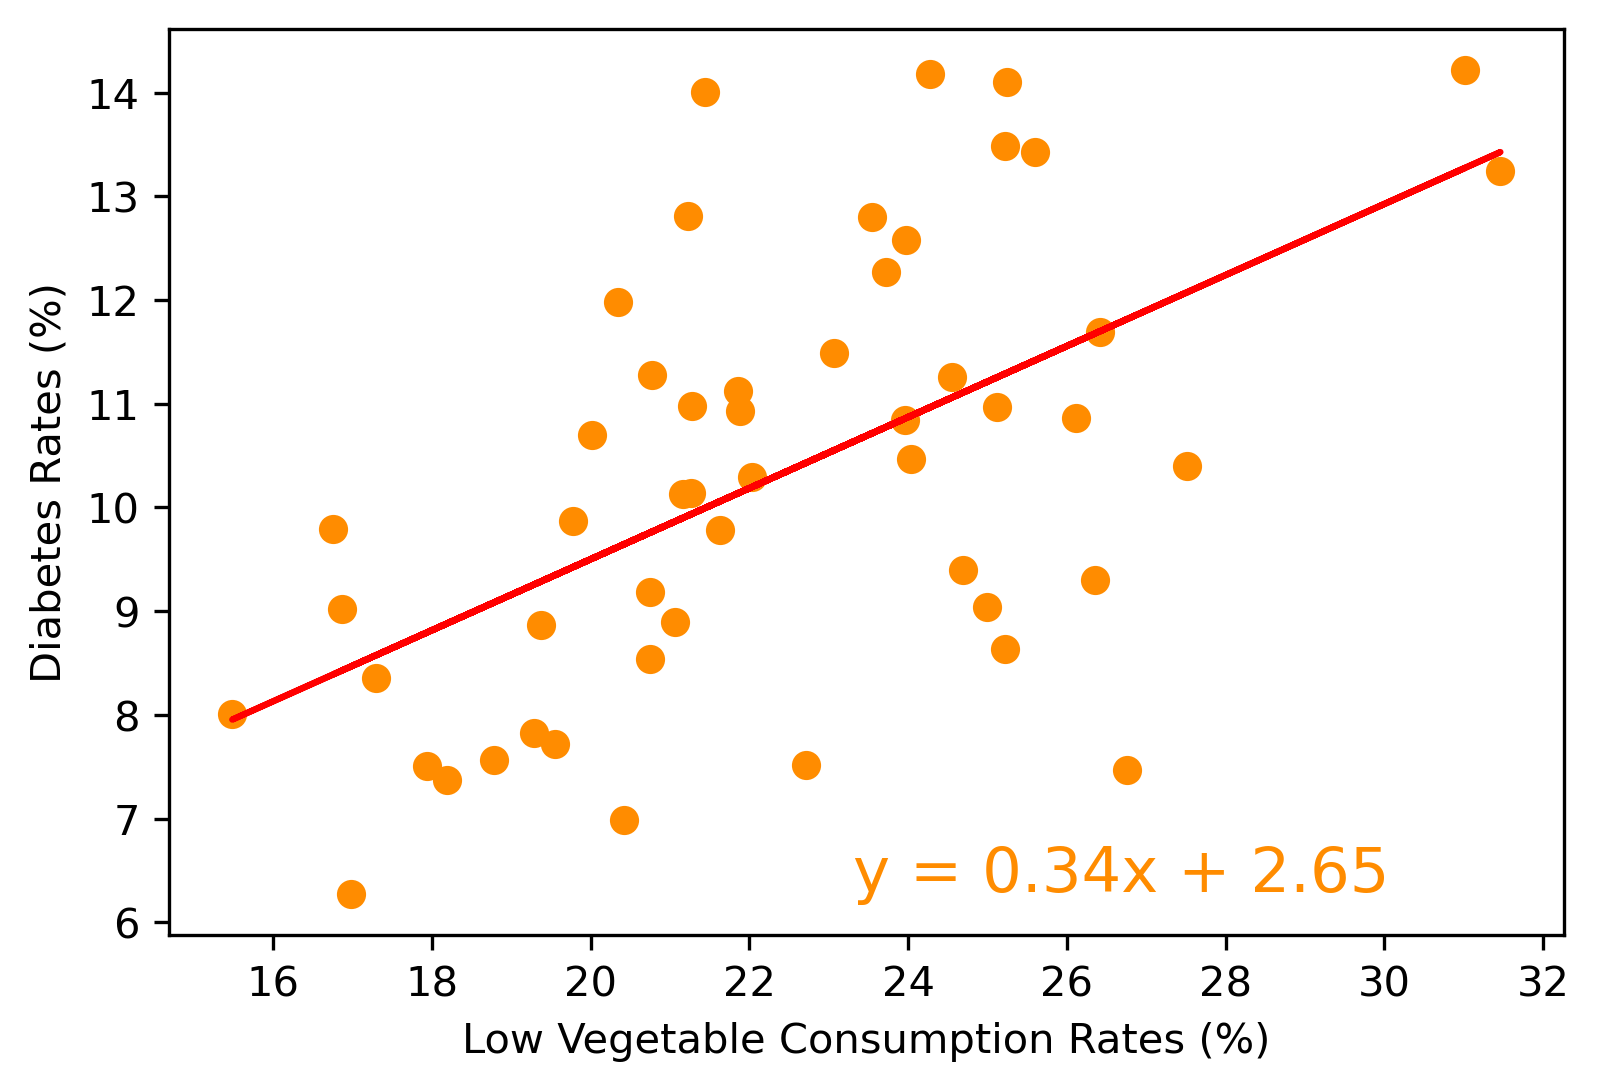 14
13
12
11
10
9
8
7
6
Diabetes Rates (%)
y = 0.34x + 2.65
16 18 20 22 24 26 28 30 32
Low Vegetable Consumption Rates (%)